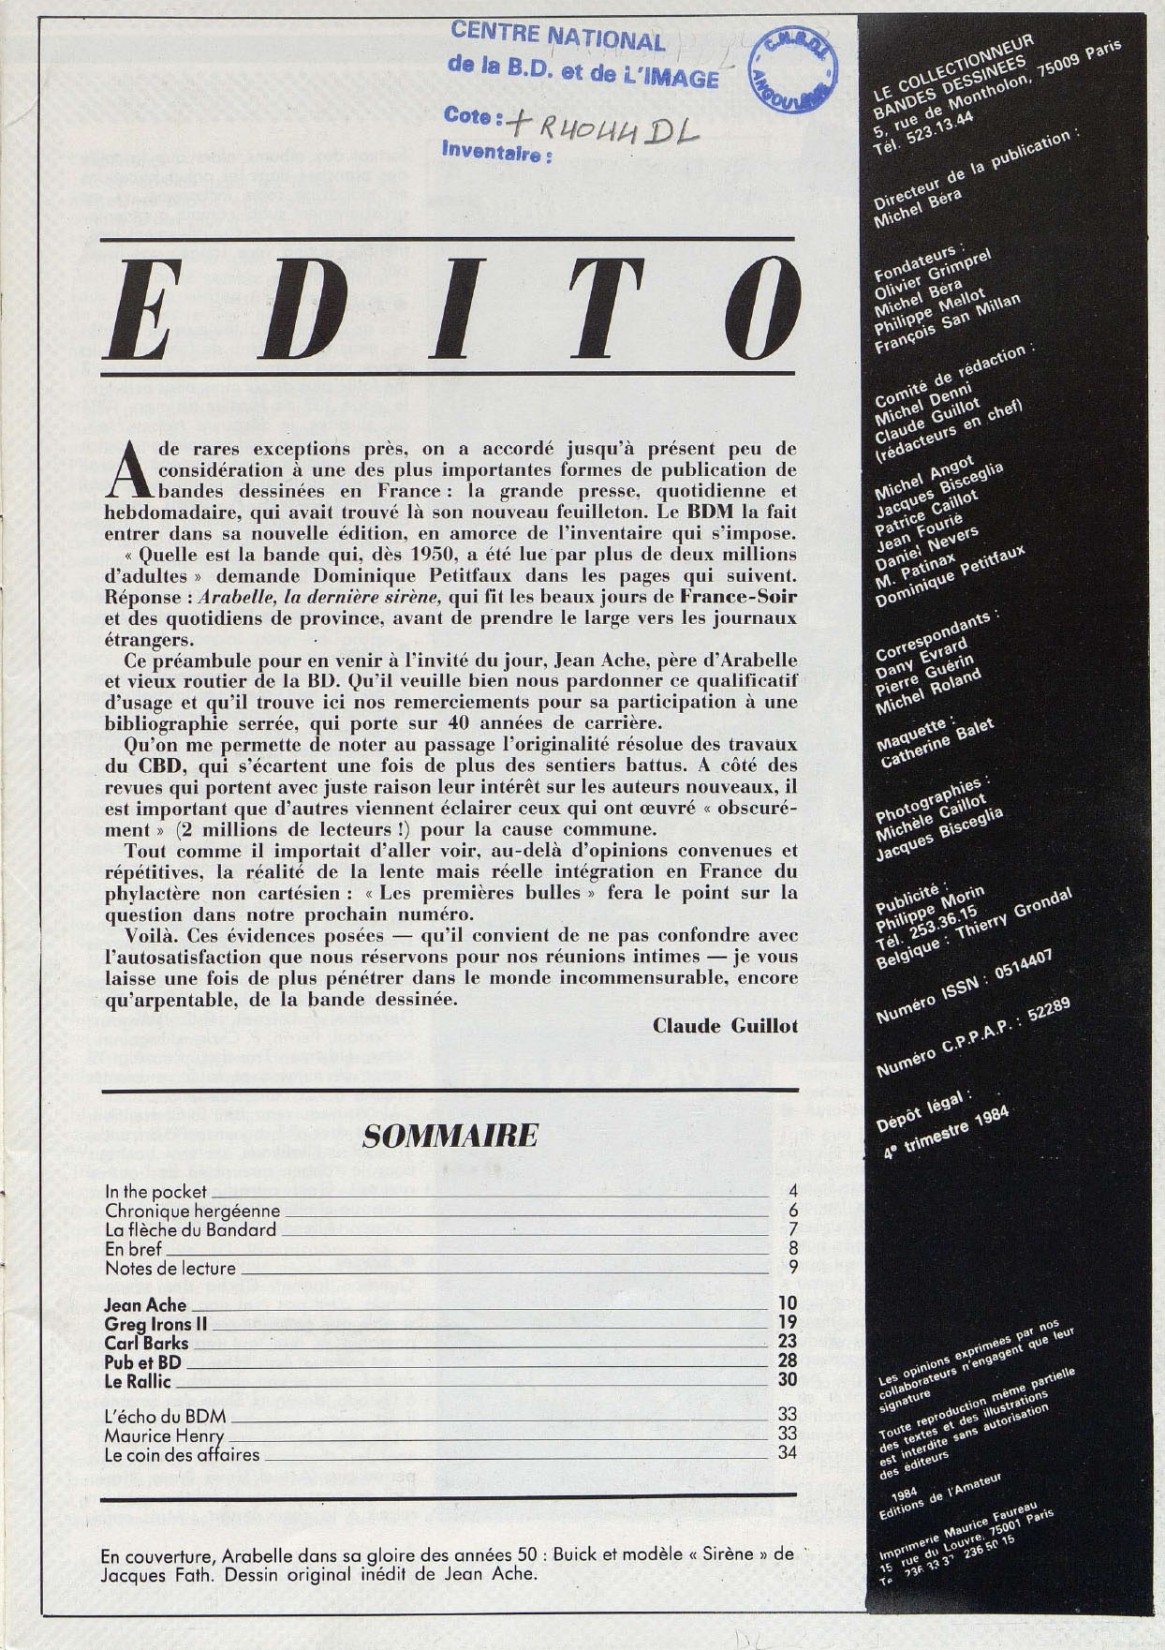 CENTRE NATIONAL
de la B.D. et de L'IMAGE
Cote : + R4044 DL
Inventaire :
C.N.B.D.I.
ANGOULÊME
EDITO
A de rares exceptions près, on a accordé jusqu'à présent peu de
considération à une des plus importantes formes de publication de
bandes dessinées en France : la grande presse, quotidienne et
hebdomadaire, qui avait trouvé là son nouveau feuilleton. Le BDM la fait
entrer dans sa nouvelle édition, en amorce de l'inventaire qui s'impose.
« Quelle est la bande qui, dès 1950, a été lue par plus de deux millions
d'adultes » demande Dominique Petitfaux dans les pages qui suivent.
Réponse : Arabelle, la dernière sirène, qui fit les beaux jours de France-Soir
et des quotidiens de province, avant de prendre le large vers les journaux
étrangers.
Ce préambule pour en venir à l'invité du jour, Jean Ache, père d'Arabelle
et vieux routier de la BD. Qu'il veuille bien nous pardonner ce qualificatif
d'usage et qu'il trouve ici nos remerciements pour sa participation à une
bibliographie serrée, qui porte sur 40 années de carrière.
Qu'on me permette de noter au passage l'originalité résolue des travaux
du CBD, qui s'écartent une fois de plus des sentiers battus. A côté des
revues qui portent avec juste raison leur intérêt sur les auteurs nouveaux, il
est important que d'autres viennent éclairer ceux qui ont œuvré « obscuré-
ment » (2 millions de lecteurs !) pour la cause commune.
Tout comme il importait d'aller voir, au-delà d'opinions convenues et
répétitives, la réalité de la lente mais réelle intégration en France du
phylactère non cartésien : « Les premières bulles » fera le point sur la
question dans notre prochain numéro.
Voilà. Ces évidences posées — qu'il convient de ne pas confondre avec
l'autosatisfaction que nous réservons pour nos réunions intimes — je vous
laisse une fois de plus pénétrer dans le monde incommensurable, encore
qu'arpentable, de la bande dessinée.
Claude Guillot
SOMMAIRE
In the pocket 4
Chronique hergéenne 6
La flèche du Bandard 7
En bref 8
Notes de lecture 9
Jean Ache 10
Greg Irons II 19
Carl Barks 23
Pub et BD 28
Le Rallic 30
L'écho du BDM 33
Maurice Henry 33
Le coin des affaires 34
En couverture, Arabelle dans sa gloire des années 50 : Buick et modèle « Sirène » de
Jacques Fath. Dessin original inédit de Jean Ache.
LE COLLECTIONNEUR
BANDES DESSINEES
5, rue de Montholon, 75009 Paris
Tél. 523.13.44
Directeur de la publication :
Michel Béra
Fondateurs :
Olivier Grimprel
Michel Béra
Philippe Mellot
François San Millan
Comité de rédaction :
Michel Denni
Claude Guillot
(rédacteurs en chef)
Michel Angot
Jacques Bisceglia
Patrice Caillot
Jean Fourié
Daniel Nevers
M. Patinax
Dominique Petitfaux
Correspondants :
Dany Evrard
Pierre Guérin
Michel Roland
Maquette :
Catherine Balet
Photographies :
Michèle Caillot
Jacques Bisceglia
Publicité :
Philippe Morin
Tél. 253.36.15
Belgique : Thierry Grondal
Numéro ISSN : 0514407
Numéro C.P.P.A.P. : 52289
Dépôt légal :
4e trimestre 1984
Les opinions exprimées par nos
collaborateurs n'engagent que leur
signature
Toute reproduction même partielle
des textes et des illustrations
est interdite sans autorisation
des éditeurs
1984
Editions de l'Amateur
Imprimerie Maurice Faureau
15 rue du Louvre, 75001 Paris
236 50 15
DL